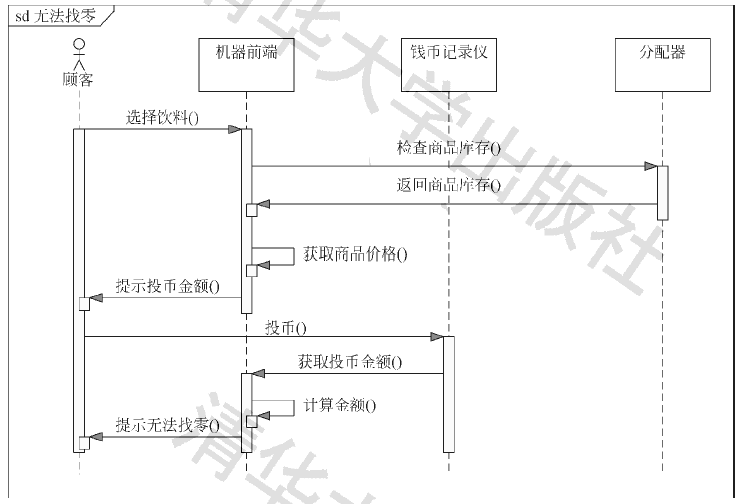 sd 无法找零
机器前端
钱币记录仪
分配器
顾客
选择饮料()
检查商品库存()
返回商品库存()
获取商品价格()
提示投币金额()
投币()
获取投币金额()
计算金额()
提示无法找零()
清华大学出版社
清华大